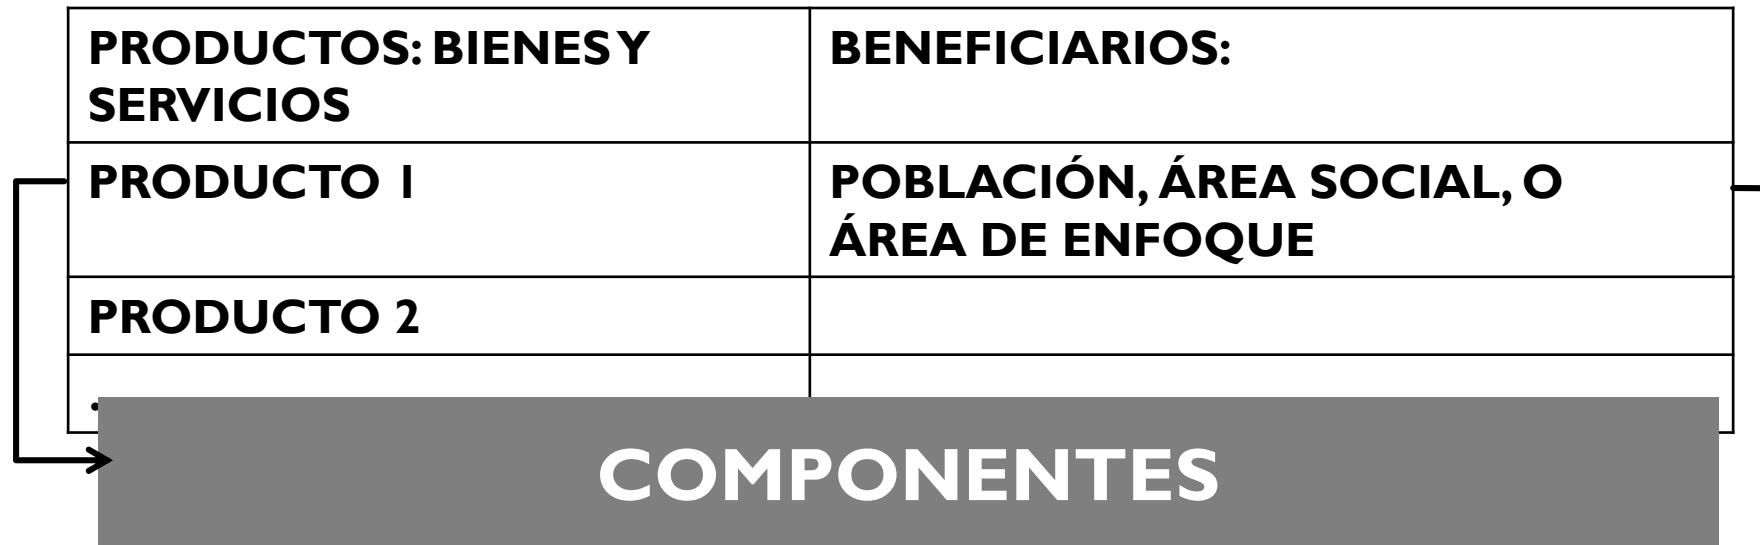 PRODUCTOS: BIENES Y
SERVICIOS
BENEFICIARIOS:
PRODUCTO 1
POBLACIÓN, ÁREA SOCIAL, O
ÁREA DE ENFOQUE
PRODUCTO 2
COMPONENTES